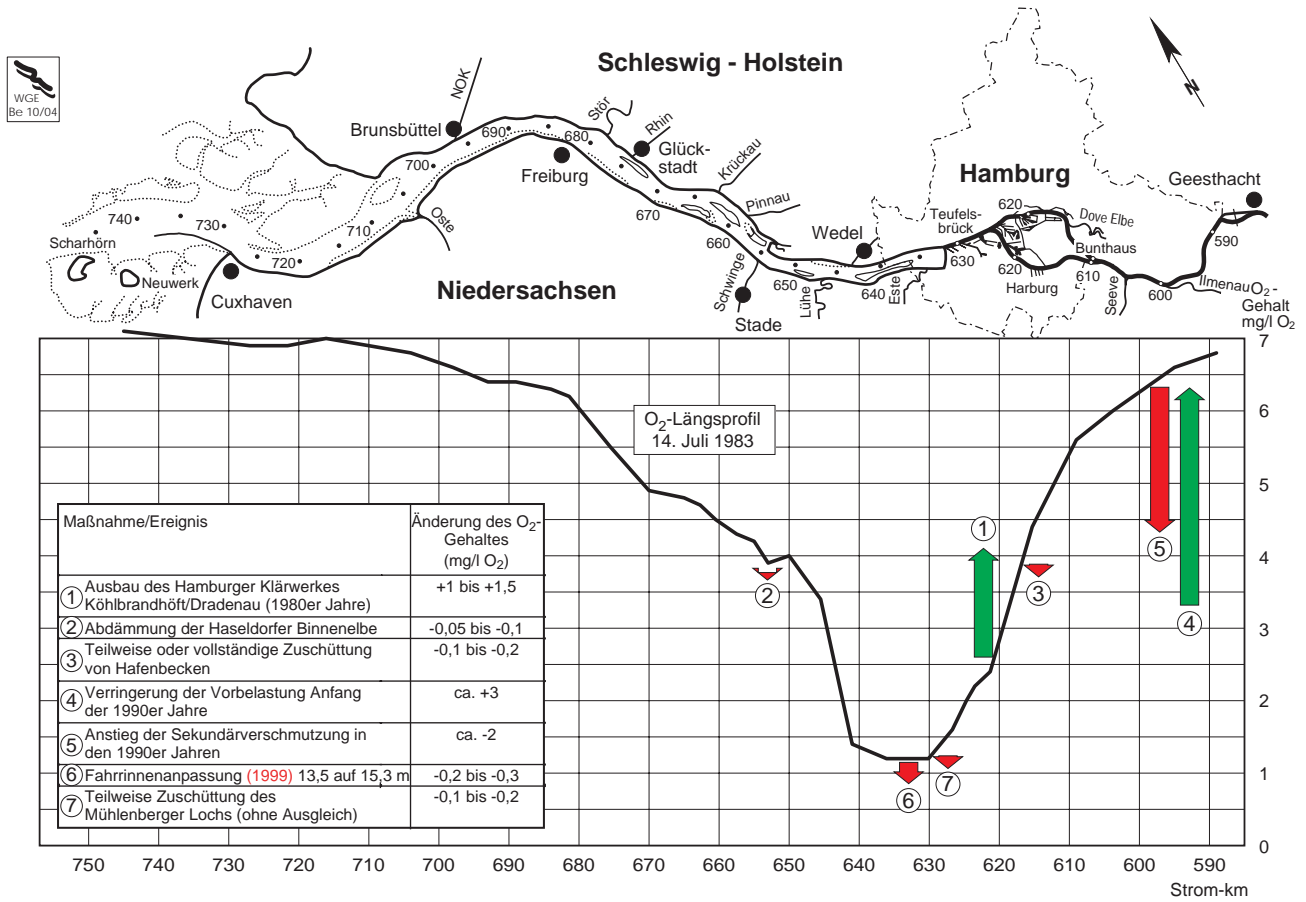 WGE
Be 10/04
Schleswig - Holstein
NOK
Brunsbüttel
690
Stör
680
Rhin
Glück-
stadt
Krückau
Freiburg
700
Pinnau
670
Oste
740
730
710
720
Scharhörn
Neuwerk
Cuxhaven
Niedersachsen
660
Schwinge
Stade
650
Lühe
Wedel
640
Este
Hamburg
Teufels-
brück
620
Dove Elbe
630
620
Harburg
Bunthaus
610
Seeve
600
Geesthacht
590
Ilmenau
O2-
Gehalt
mg/l O2
7
6
5
4
3
2
1
0
O2-Längsprofil
14. Juli 1983
1
2
3
4
5
6
7
Maßnahme/Ereignis Änderung des O2-
Gehaltes
(mg/l O2)
1 Ausbau des Hamburger Klärwerkes +1 bis +1,5
Köhlbrandhöft/Dradenau (1980er Jahre)
2 Abdämmung der Haseldorfer Binnenelbe -0,05 bis -0,1
3 Teilweise oder vollständige Zuschüttung -0,1 bis -0,2
von Hafenbecken
4 Verringerung der Vorbelastung Anfang ca. +3
der 1990er Jahre
5 Anstieg der Sekundärverschmutzung in ca. -2
den 1990er Jahren
6 Fahrrinnenanpassung (1999) 13,5 auf 15,3 m -0,2 bis -0,3
7 Teilweise Zuschüttung des -0,1 bis -0,2
Mühlenberger Lochs (ohne Ausgleich)
750 740 730 720 710 700 690 680 670 660 650 640 630 620 610 600 590
Strom-km
N